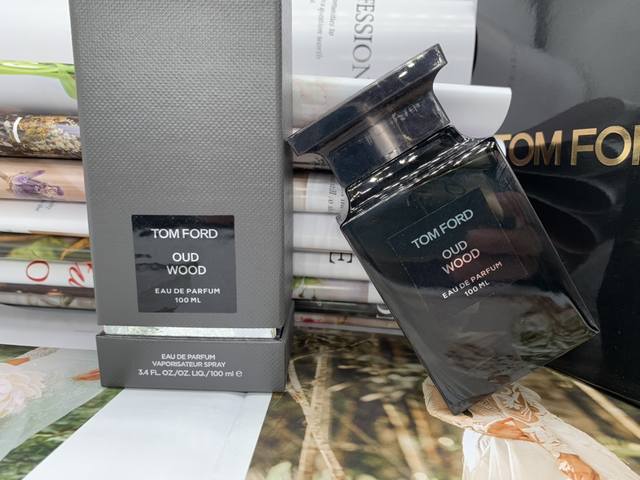 TOM FORD
OUD
WOOD
EAU DE PARFUM
100 ML
EAU DE PARFUM
VAPORISATEUR SPRAY
3.4 FL. OZ./OZ. LIQ./100 ml ℮
TOM FORD
OUD
WOOD
EAU DE PARFUM
100 ML
TOM FO